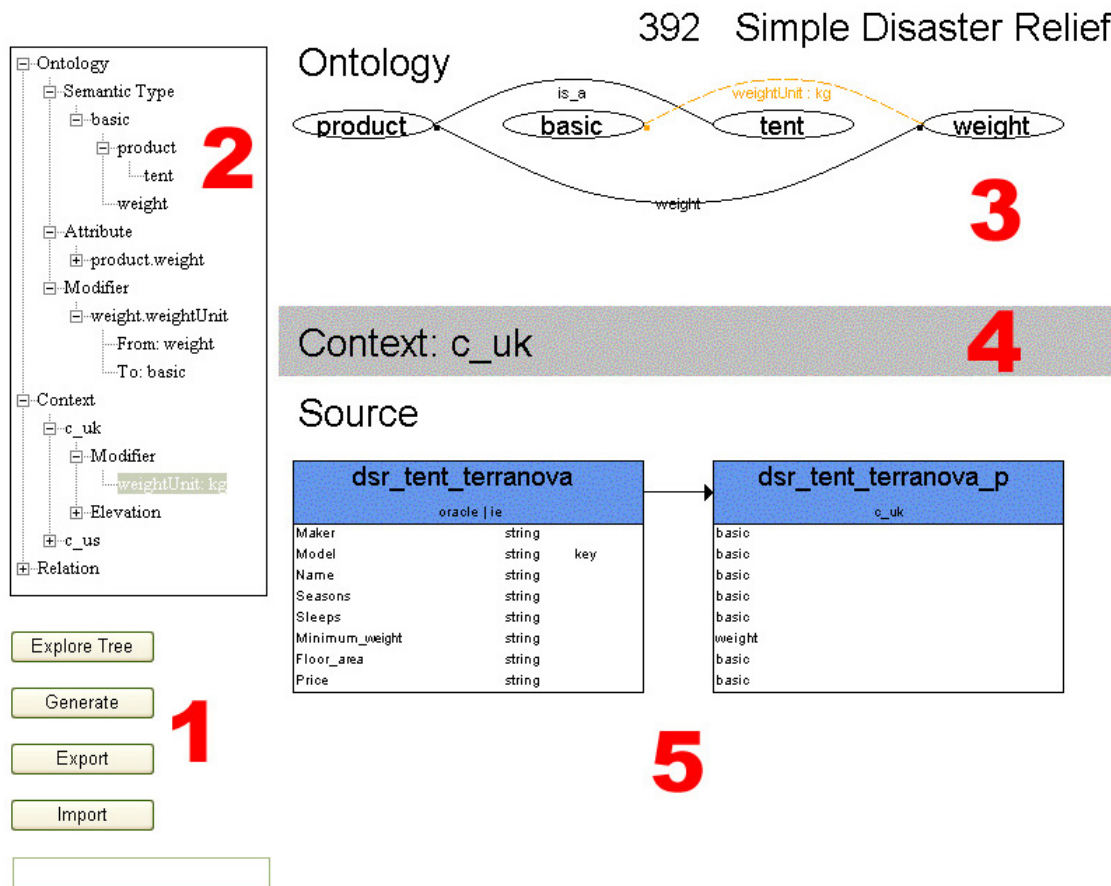 392 Simple Disaster Relief
Ontology
Semantic Type
basic
product
tent
weight
Attribute
product.weight
Modifier
weight.weightUnit
From: weight
To: basic
Context
c_uk
Modifier
weightUnit: kg
Elevation
c_us
Relation
2
Explore Tree
Generate
Export
Import
1
Ontology
is_a
weightUnit : kg
product basic tent weight
weight
3
Context: c_uk
4
Source
dsr_tent_terranova
oracle | ie
Maker string
Model string key
Name string
Seasons string
Sleeps string
Minimum_weight string
Floor_area string
Price string
dsr_tent_terranova_p
c_uk
basic
basic
basic
basic
basic
weight
basic
basic
5